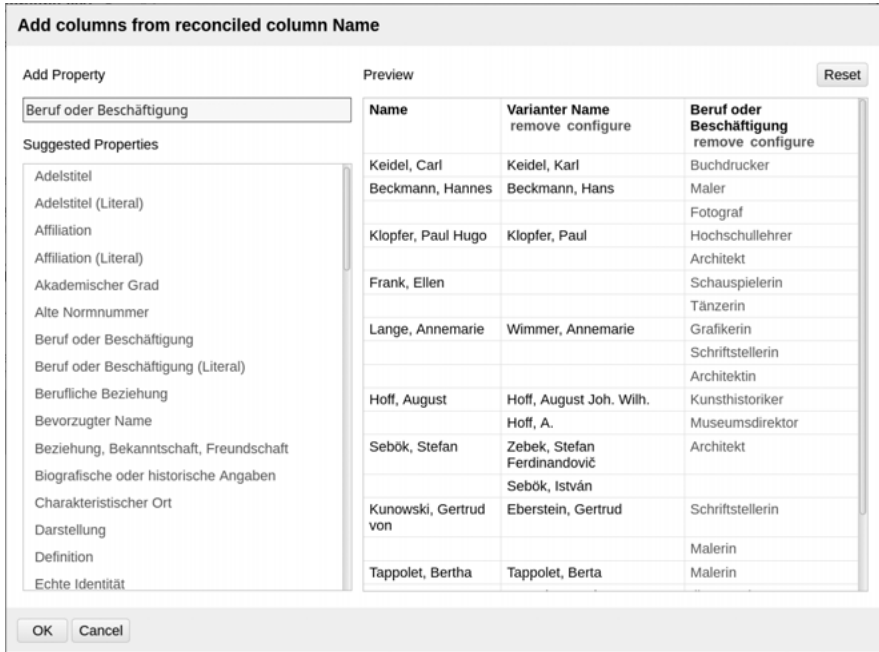 Add columns from reconciled column Name
Add Property
Beruf oder Beschäftigung
Suggested Properties
Adelstitel
Adelstitel (Literal)
Affiliation
Affiliation (Literal)
Akademischer Grad
Alte Normnummer
Beruf oder Beschäftigung
Beruf oder Beschäftigung (Literal)
Berufliche Beziehung
Bevorzugter Name
Beziehung, Bekanntschaft, Freundschaft
Biografische oder historische Angaben
Charakteristischer Ort
Darstellung
Definition
Echte Identität
Preview Reset
Name Varianter Name Beruf oder
Beschäftigung
remove configure remove configure
Keidel, Carl Keidel, Karl Buchdrucker
Beckmann, Hannes Beckmann, Hans Maler
Fotograf
Klopfer, Paul Hugo Klopfer, Paul Hochschullehrer
Architekt
Frank, Ellen Schauspielerin
Tänzerin
Lange, Annemarie Wimmer, Annemarie Grafikerin
Schriftstellerin
Architektin
Hoff, August Hoff, August Joh. Wilh. Kunsthistoriker
Hoff, A. Museumsdirektor
Sebök, Stefan Zebek, Stefan Architekt
Ferdinandovič
Sebök, István
Kunowski, Gertrud Eberstein, Gertrud Schriftstellerin
von
Malerin
Tappolet, Bertha Tappolet, Berta Malerin
OK Cancel